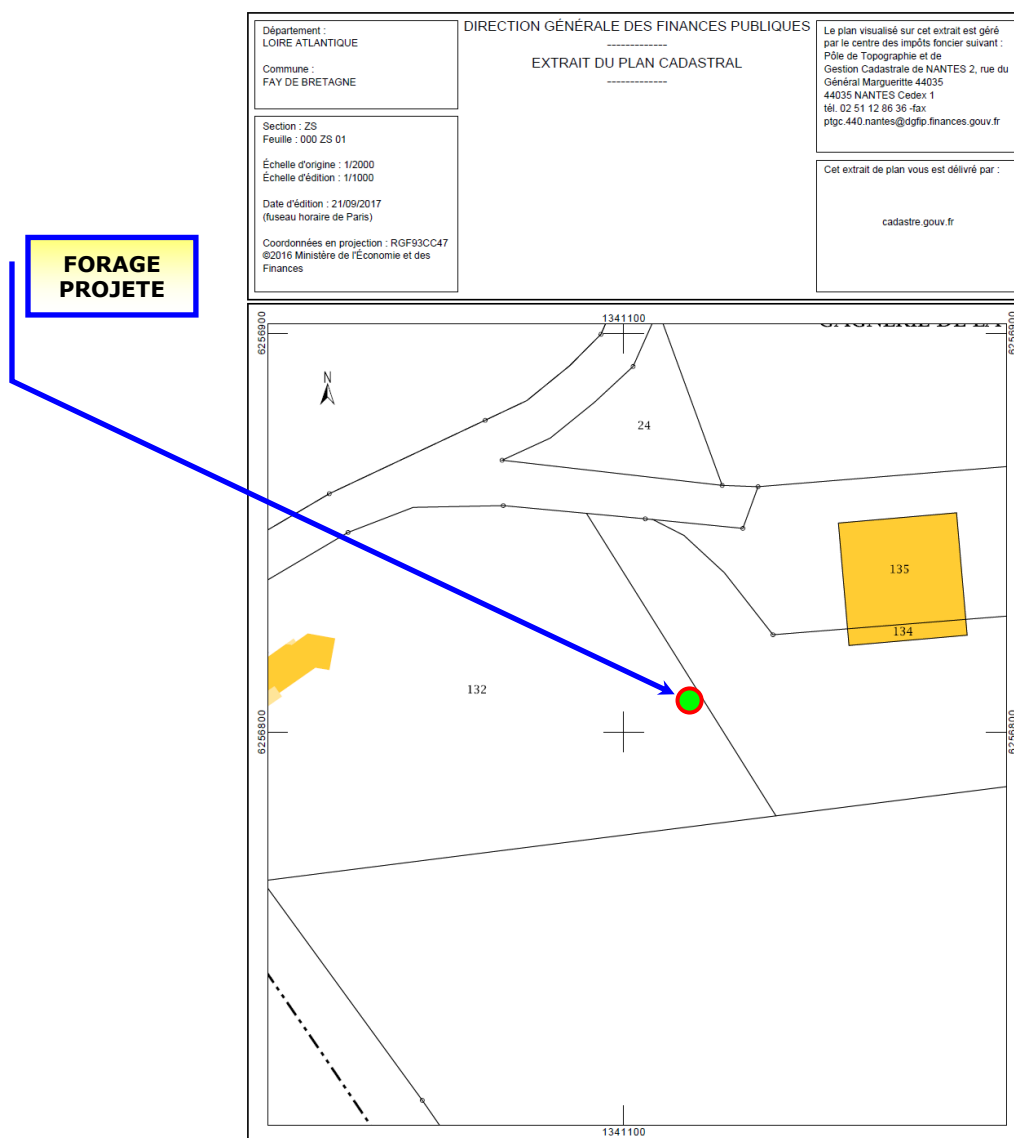 Département :
LOIRE ATLANTIQUE
Commune :
FAY DE BRETAGNE
Section : ZS
Feuille : 000 ZS 01
Échelle d'origine : 1/2000
Échelle d'édition : 1/1000
Date d'édition : 21/09/2017
(fuseau horaire de Paris)
Coordonnées en projection : RGF93CC47
©2016 Ministère de l'Économie et des
Finances
DIRECTION GÉNÉRALE DES FINANCES PUBLIQUES
-------------
EXTRAIT DU PLAN CADASTRAL
-------------
Le plan visualisé sur cet extrait est géré
par le centre des impôts foncier suivant :
Pôle de Topographie et de
Gestion Cadastrale de NANTES 2, rue du
Général Margueritte 44035
44035 NANTES Cedex 1
tél. 02 51 12 86 36 -fax
ptgc.440.nantes@dgfip.finances.gouv.fr
Cet extrait de plan vous est délivré par :
cadastre.gouv.fr
FORAGE
PROJETE
1341100
6256900
6256900
GAGNERIE DE LA
N
24
135
134
132
6256800
6256800
1341100